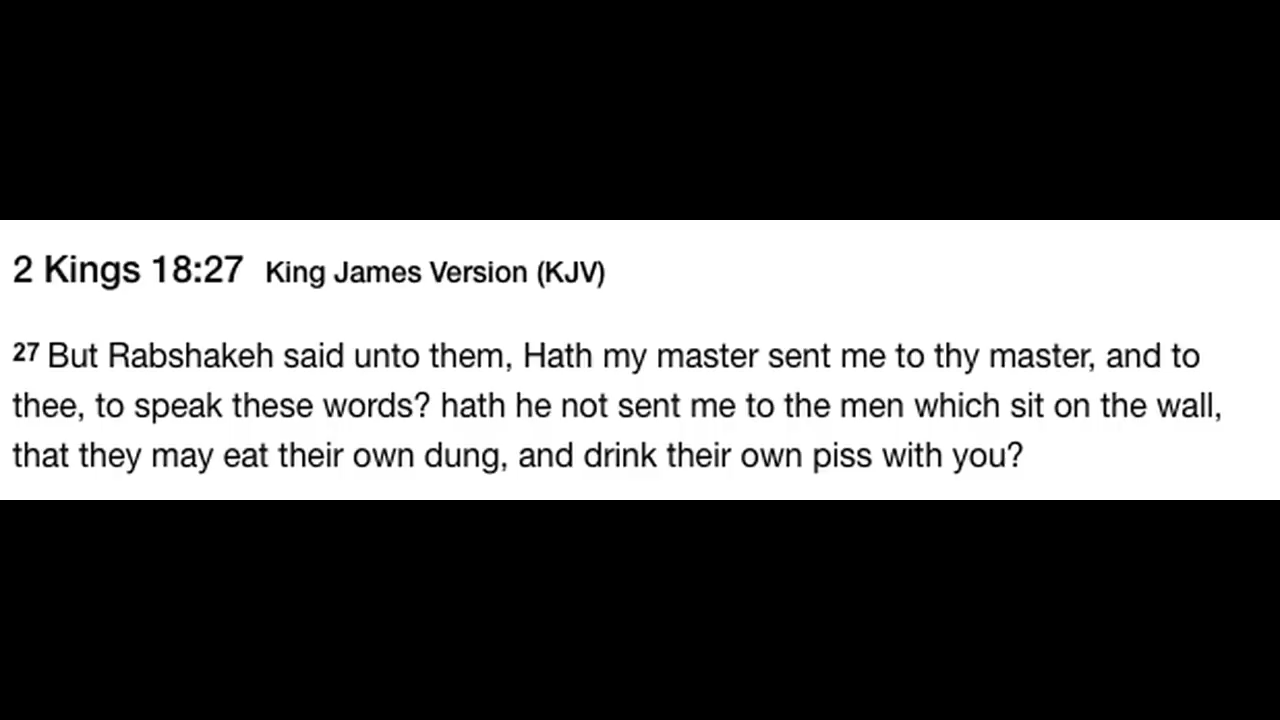 2 Kings 18:27 King James Version (KJV)
27 But Rabshakeh said unto them, Hath my master sent me to thy master, and to
thee, to speak these words? hath he not sent me to the men which sit on the wall,
that they may eat their own dung, and drink their own piss with you?